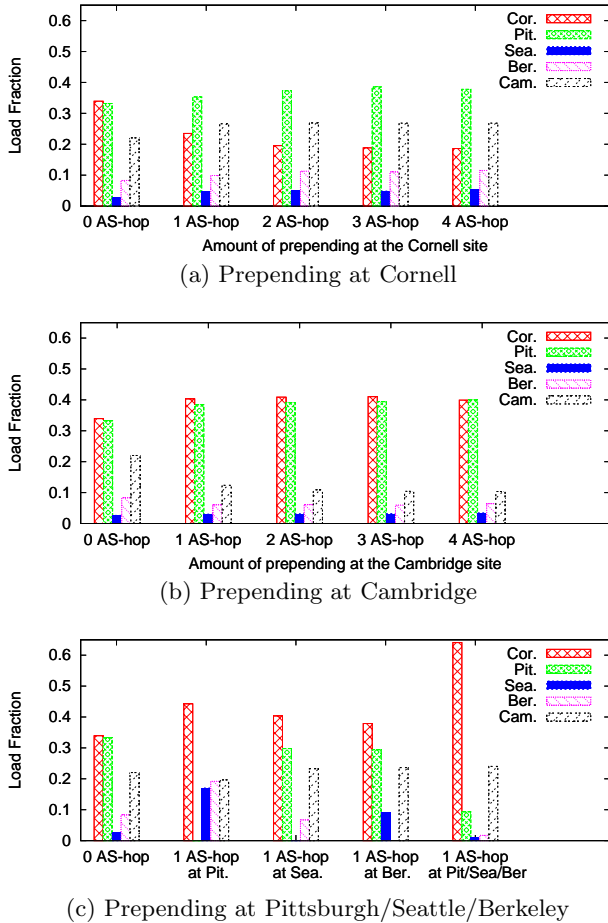 0.6
0.5
0.4
0.3
0.2
0.1
0
Load Fraction
Cor.
Pit.
Sea.
Ber.
Cam.
0 AS-hop 1 AS-hop 2 AS-hop 3 AS-hop 4 AS-hop
Amount of prepending at the Cornell site
(a) Prepending at Cornell
0.6
0.5
0.4
0.3
0.2
0.1
0
Load Fraction
Cor.
Pit.
Sea.
Ber.
Cam.
0 AS-hop 1 AS-hop 2 AS-hop 3 AS-hop 4 AS-hop
Amount of prepending at the Cambridge site
(b) Prepending at Cambridge
0.6
0.5
0.4
0.3
0.2
0.1
0
Load Fraction
Cor.
Pit.
Sea.
Ber.
Cam.
0 AS-hop 1 AS-hop 1 AS-hop 1 AS-hop 1 AS-hop
at Pit. at Sea. at Ber. at Pit/Sea/Ber
(c) Prepending at Pittsburgh/Seattle/Berkeley